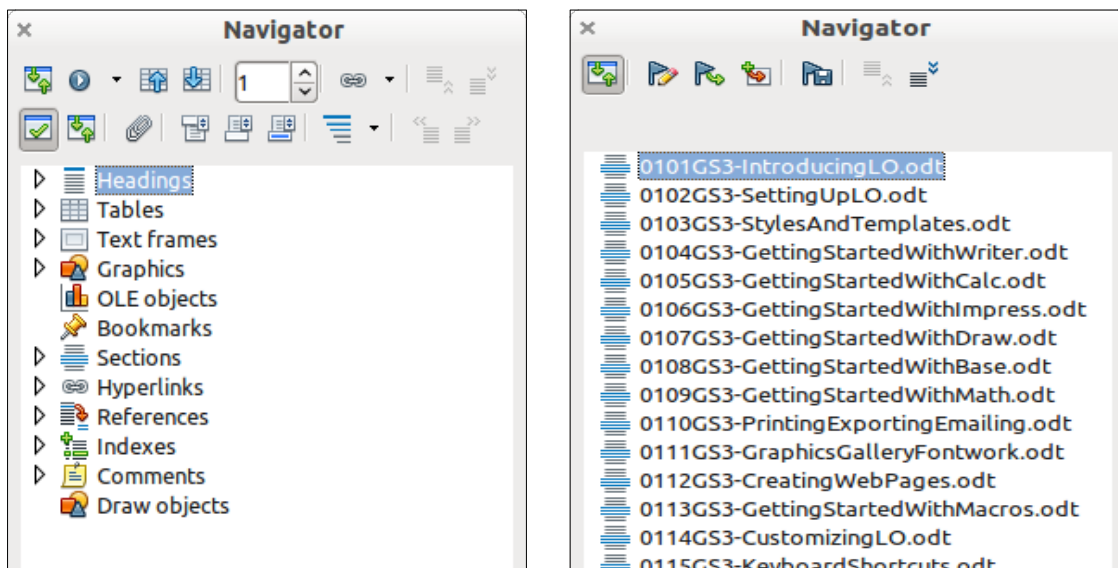 Navigator
1
Headings
Tables
Text frames
Graphics
OLE objects
Bookmarks
Sections
Hyperlinks
References
Indexes
Comments
Draw objects
Navigator
0101GS3-IntroducingLO.odt
0102GS3-SettingUpLO.odt
0103GS3-StylesAndTemplates.odt
0104GS3-GettingStartedWithWriter.odt
0105GS3-GettingStartedWithCalc.odt
0106GS3-GettingStartedWithImpress.odt
0107GS3-GettingStartedWithDraw.odt
0108GS3-GettingStartedWithBase.odt
0109GS3-GettingStartedWithMath.odt
0110GS3-PrintingExportingEmailing.odt
0111GS3-GraphicsGalleryFontwork.odt
0112GS3-CreatingWebPages.odt
0113GS3-GettingStartedWithMacros.odt
0114GS3-CustomizingLO.odt
0115GS3-KeyboardShortcuts.odt